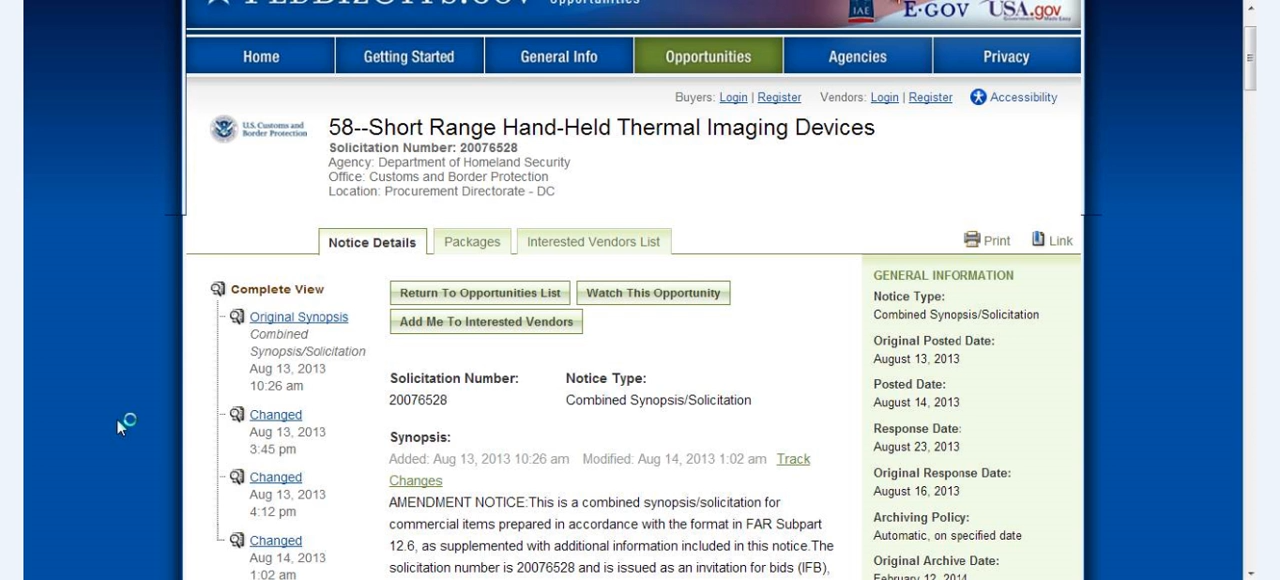 FEDBIZOPPS.GOV opportunities
IAE E-GOV USA.gov
Home Getting Started General Info Opportunities Agencies Privacy
Buyers: Login | Register Vendors: Login | Register Accessibility
U.S. Customs and
Border Protection
58--Short Range Hand-Held Thermal Imaging Devices
Solicitation Number: 20076528
Agency: Department of Homeland Security
Office: Customs and Border Protection
Location: Procurement Directorate - DC
Notice Details Packages Interested Vendors List
Print Link
Complete View
Original Synopsis
Combined
Synopsis/Solicitation
Aug 13, 2013
10:26 am
Changed
Aug 13, 2013
3:45 pm
Changed
Aug 13, 2013
4:12 pm
Changed
Aug 14, 2013
1:02 am
Return To Opportunities List Watch This Opportunity
Add Me To Interested Vendors
Solicitation Number: Notice Type:
20076528 Combined Synopsis/Solicitation
Synopsis:
Added: Aug 13, 2013 10:26 am Modified: Aug 14, 2013 1:02 am Track
Changes
AMENDMENT NOTICE:This is a combined synopsis/solicitation for
commercial items prepared in accordance with the format in FAR Subpart
12.6, as supplemented with additional information included in this notice.The
solicitation number is 20076528 and is issued as an invitation for bids (IFB),
GENERAL INFORMATION
Notice Type:
Combined Synopsis/Solicitation
Original Posted Date:
August 13, 2013
Posted Date:
August 14, 2013
Response Date:
August 23, 2013
Original Response Date:
August 16, 2013
Archiving Policy:
Automatic, on specified date
Original Archive Date:
February 12, 2014